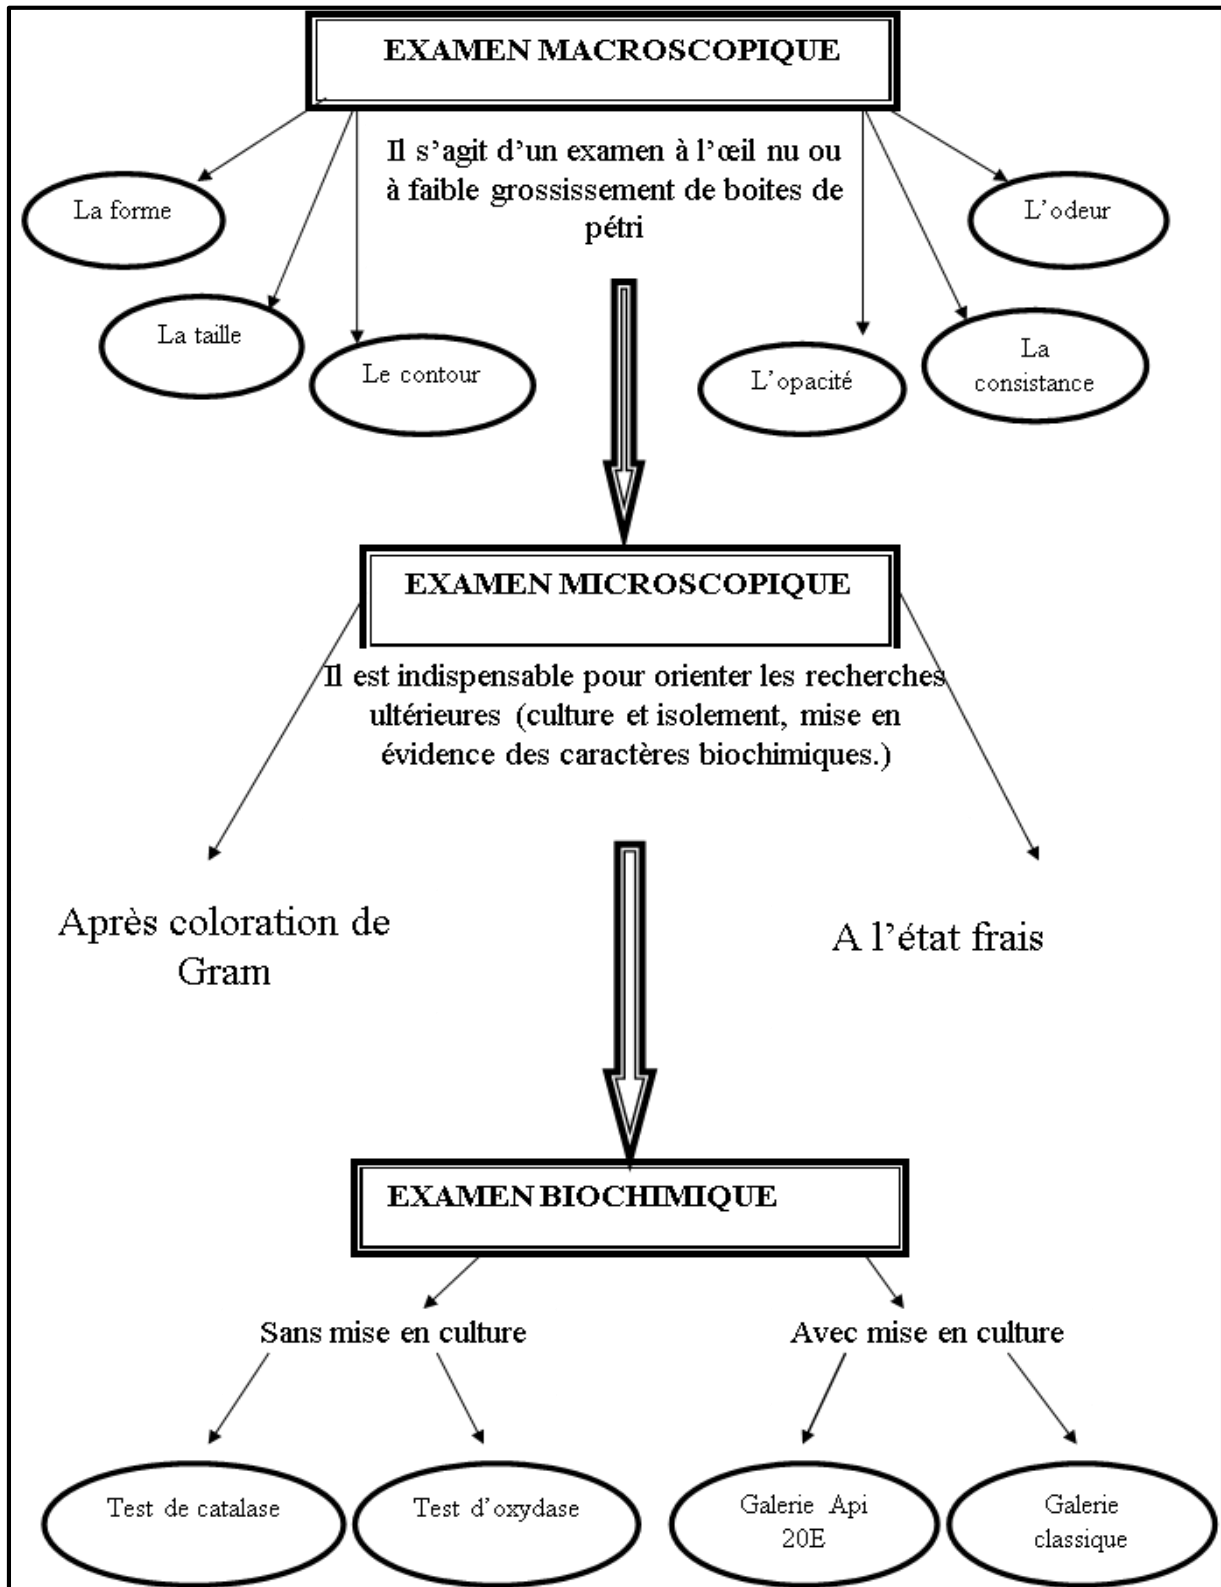 EXAMEN MACROSCOPIQUE
Il s’agit d’un examen à l’œil nu ou
à faible grossissement de boites de
pétri
La forme
L’odeur
La taille
Le contour
L’opacité
La
consistance
EXAMEN MICROSCOPIQUE
Il est indispensable pour orienter les recherches
ultérieures (culture et isolement, mise en
évidence des caractères biochimiques.)
Après coloration de
Gram
A l’état frais
EXAMEN BIOCHIMIQUE
Sans mise en culture
Avec mise en culture
Test de catalase
Test d’oxydase
Galerie Api
20E
Galerie
classique